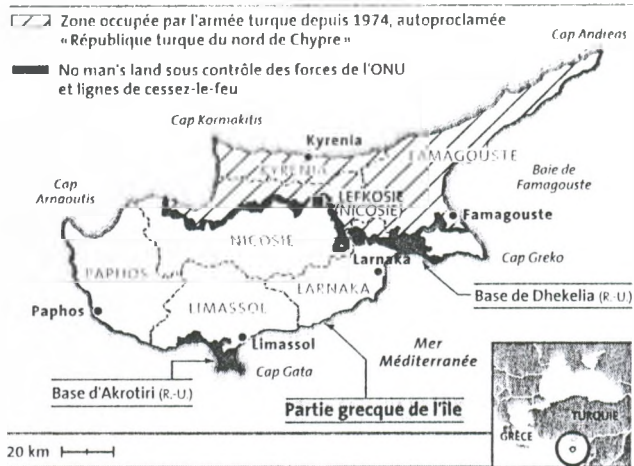 Zone occupée par l'armée turque depuis 1974, autoproclamée
« République turque du nord de Chypre »
No man's land sous contrôle des forces de l'ONU
et lignes de cessez-le-feu
Cap Andreas
Cap Kormakitis
Kyrenia
KYRENIA
FAMAGOUSTE
Baie de
Famagouste
Cap
Arnaoutis
LEFKOSIE
(NICOSIE)
Famagouste
NICOSIE
Cap Greko
PAPHOS
Larnaka
LARNAKA
Base de Dhekelia (R.-U.)
Paphos
LIMASSOL
Limassol
Mer
Méditerranée
Cap Gata
Base d'Akrotiri (R.-U.)
Partie grecque de l'île
TURQUIE
GRÈCE
20 km